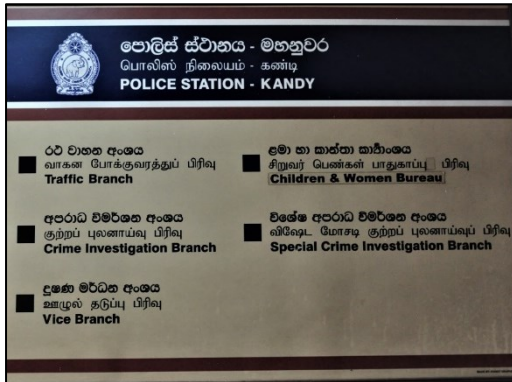 පොලිස් ස්ථානය - මහනුවර
பொலிஸ் நிலையம் - கண்டி
POLICE STATION - KANDY
රථ වාහන අංශය
வாகன போக்குவரத்துப் பிரிவு
Traffic Branch
අපරාධ විමර්ශන අංශය
குற்றப் புலனாய்வு பிரிவு
Crime Investigation Branch
දූෂණ මර්ධන අංශය
ஊழுல் தடுப்பு பிரிவு
Vice Branch
ළමා හා කාන්තා කාර්යාංශය
சிறுவர் பெண்கள் பாதுகாப்பு பிரிவு
Children & Women Bureau
විශේෂ අපරාධ විමර්ශන අංශය
விஷேட மோசடி குற்றப் புலனாய்வுப் பிரிவு
Special Crime Investigation Branch